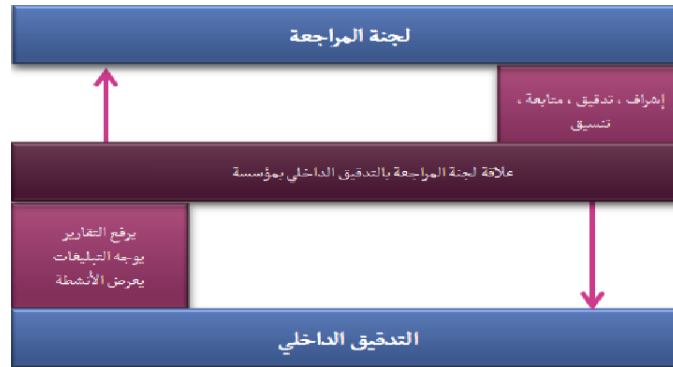 لجنة المراجعة
إشراف ، تدقيق ، متابعة ،
تنسيق
علاقة لجنة المراجعة بالتدقيق الداخلي بمؤسسة
يرفع التقارير
يوجه التبليغات
يعرض الأنشطة
التدقيق الداخلي